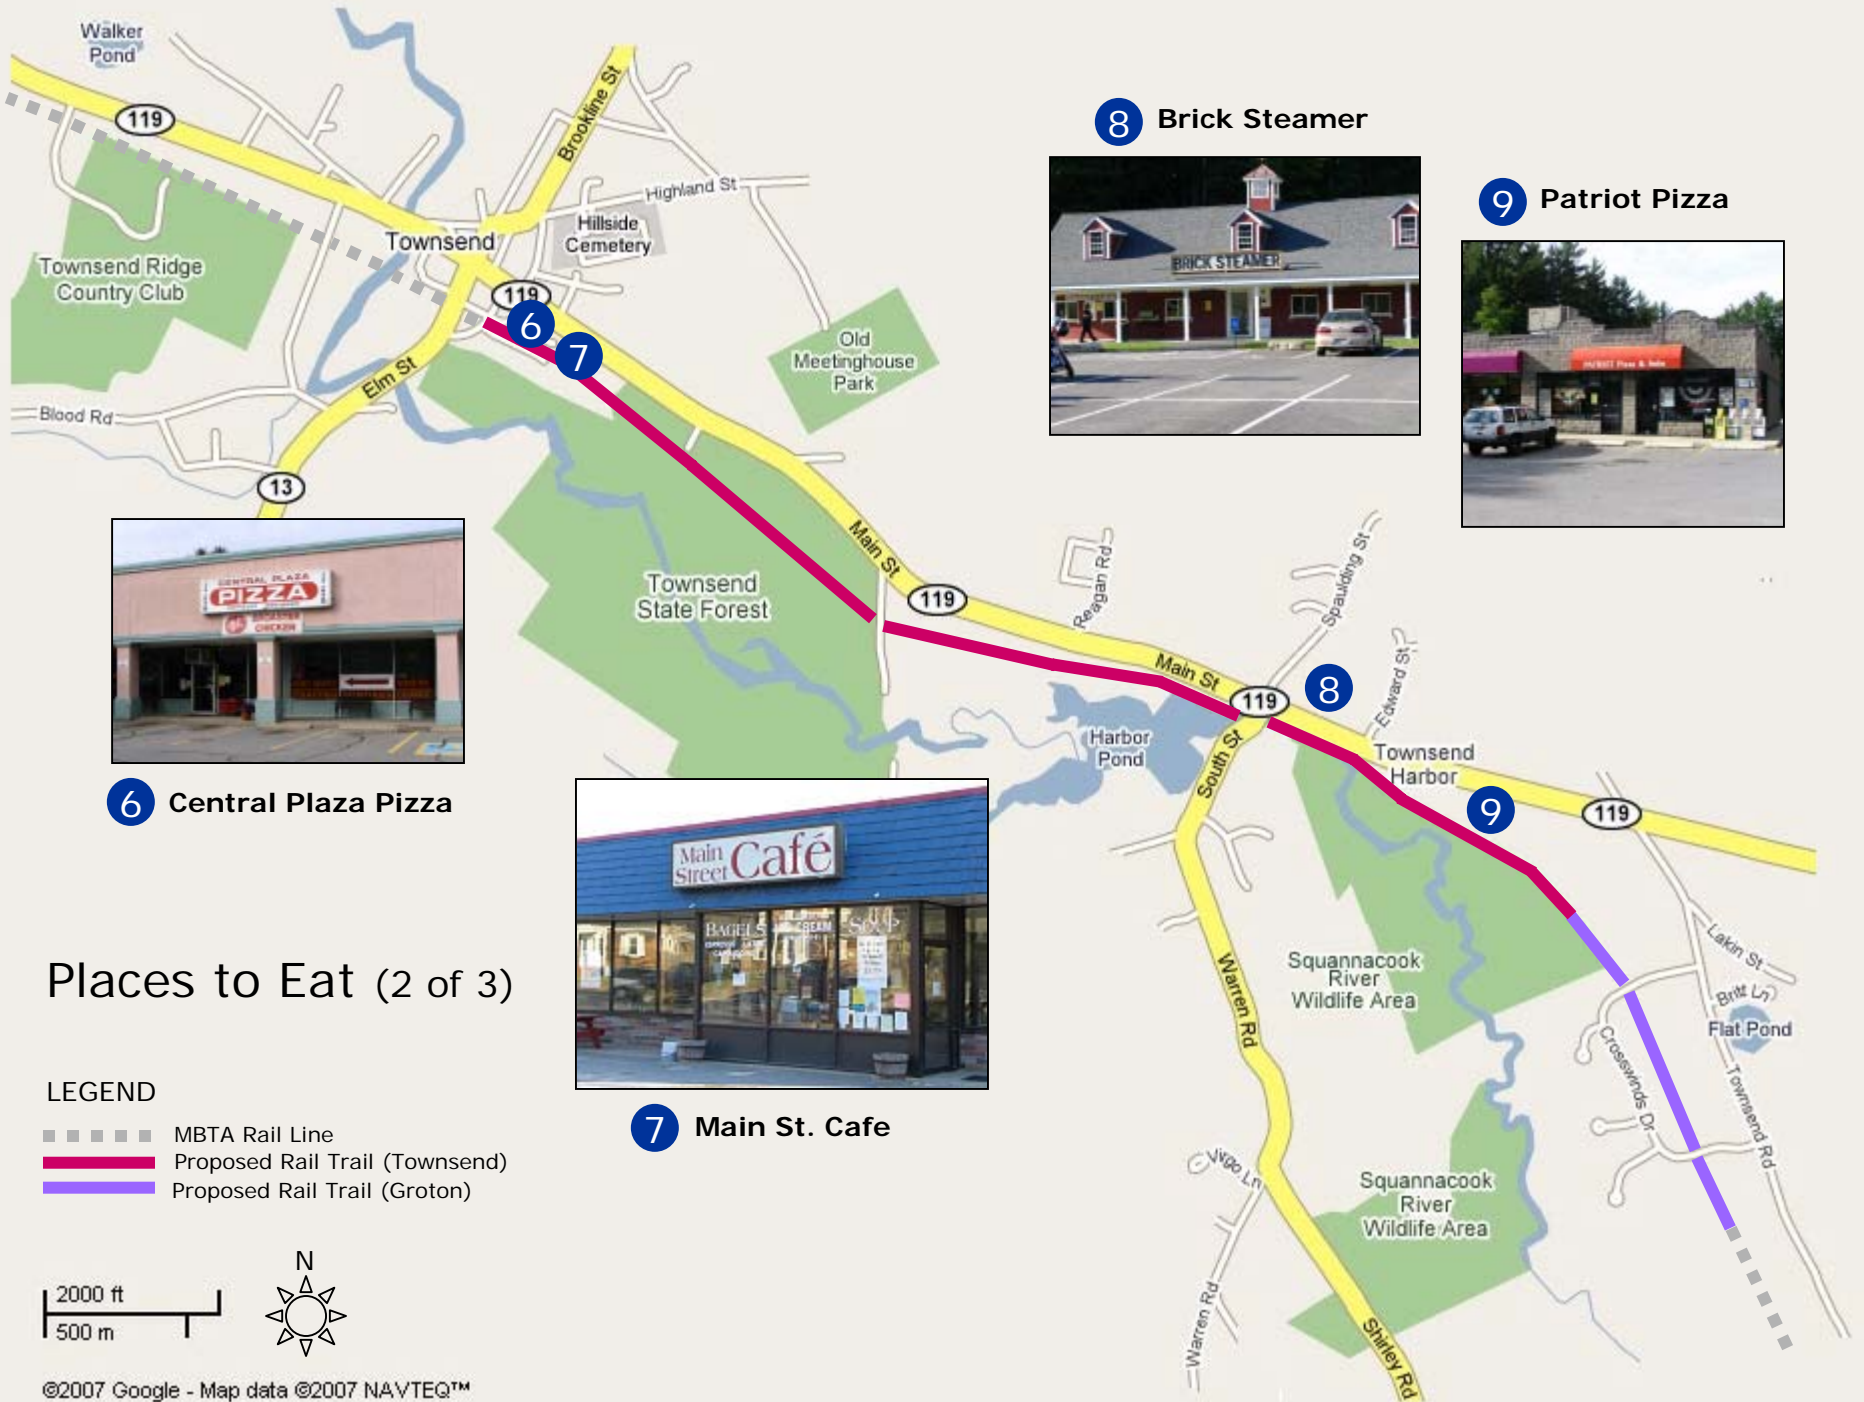 Walker
Pond
119
Brookline St
Highland St
Hillside
Cemetery
Townsend
Townsend Ridge
Country Club
119
6
7
Old
Meetinghouse
Park
Elm St
Blood Rd
13
8 Brick Steamer
BRICK STEAMER
9 Patriot Pizza
PATRIOT Pizza & Subs
CENTRAL PLAZA
PIZZA
CHICKEN
6 Central Plaza Pizza
Main St
Townsend
State Forest
119
Reagan Rd
Spaulding St
Main St
119
8
Edward St
Harbor
Pond
South St
Townsend
Harbor
9
119
Main
Street
Café
BAGELS
CREAM
SOUP
7 Main St. Cafe
Squannacook
River
Wildlife Area
Warren Rd
Lakin St
Britt Ln
Flat Pond
Crosswinds Dr
Townsend Rd
Virgo Ln
Squannacook
River
Wildlife Area
Warren Rd
Shirley Rd
Places to Eat (2 of 3)
LEGEND
MBTA Rail Line
Proposed Rail Trail (Townsend)
Proposed Rail Trail (Groton)
N
2000 ft
500 m
©2007 Google - Map data ©2007 NAVTEQ™